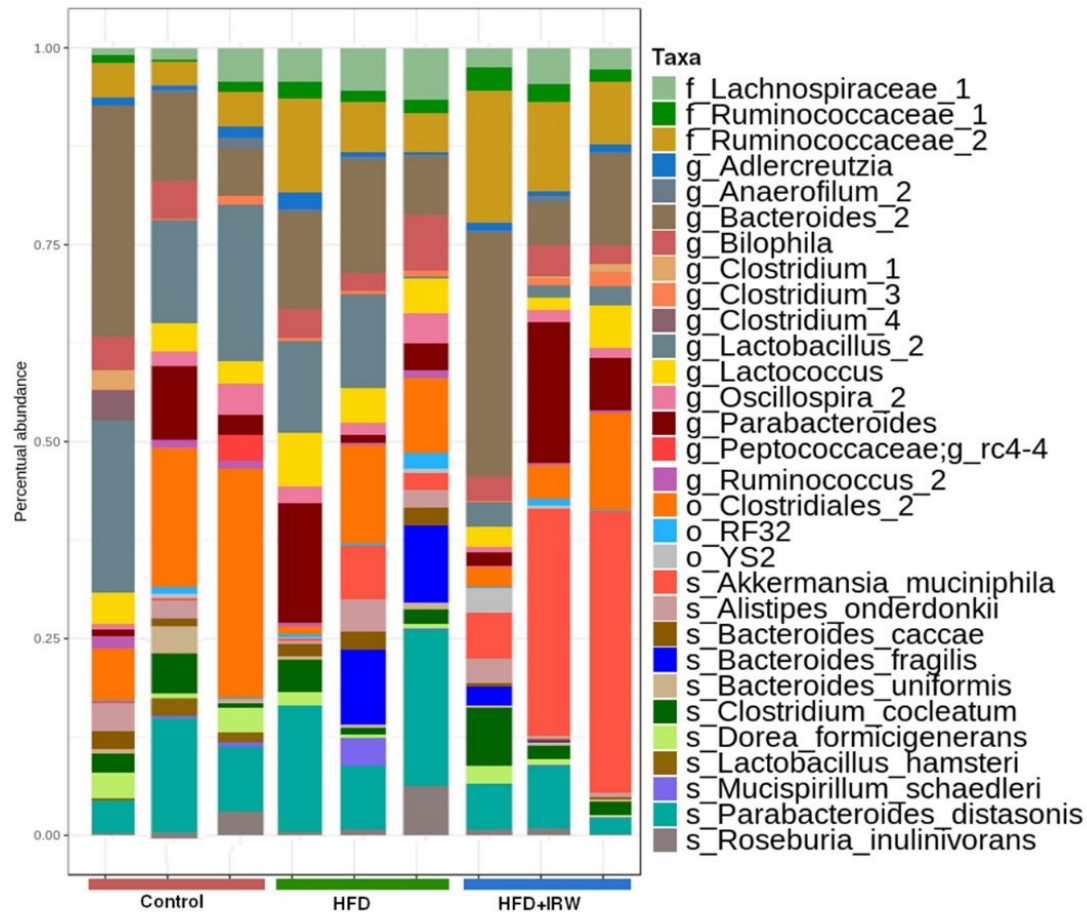 1.00
0.75
0.50
0.25
0.00
Percentual abundance
Control
HFD
HFD+IRW
Taxa
f_Lachnospiraceae_1
f_Ruminococcaceae_1
f_Ruminococcaceae_2
g_Adlercreutzia
g_Anaerofilum_2
g_Bacteroides_2
g_Bilophila
g_Clostridium_1
g_Clostridium_3
g_Clostridium_4
g_Lactobacillus_2
g_Lactococcus
g_Oscillospira_2
g_Parabacteroides
g_Peptococcaceae;g_rc4-4
g_Ruminococcus_2
o_Clostridiales_2
o_RF32
o_YS2
s_Akkermansia_muciniphila
s_Alistipes_onderdonkii
s_Bacteroides_caccae
s_Bacteroides_fragilis
s_Bacteroides_uniformis
s_Clostridium_cocleatum
s_Dorea_formicigenerans
s_Lactobacillus_hamsteri
s_Mucispirillum_schaedleri
s_Parabacteroides_distasonis
s_Roseburia_inulinivorans